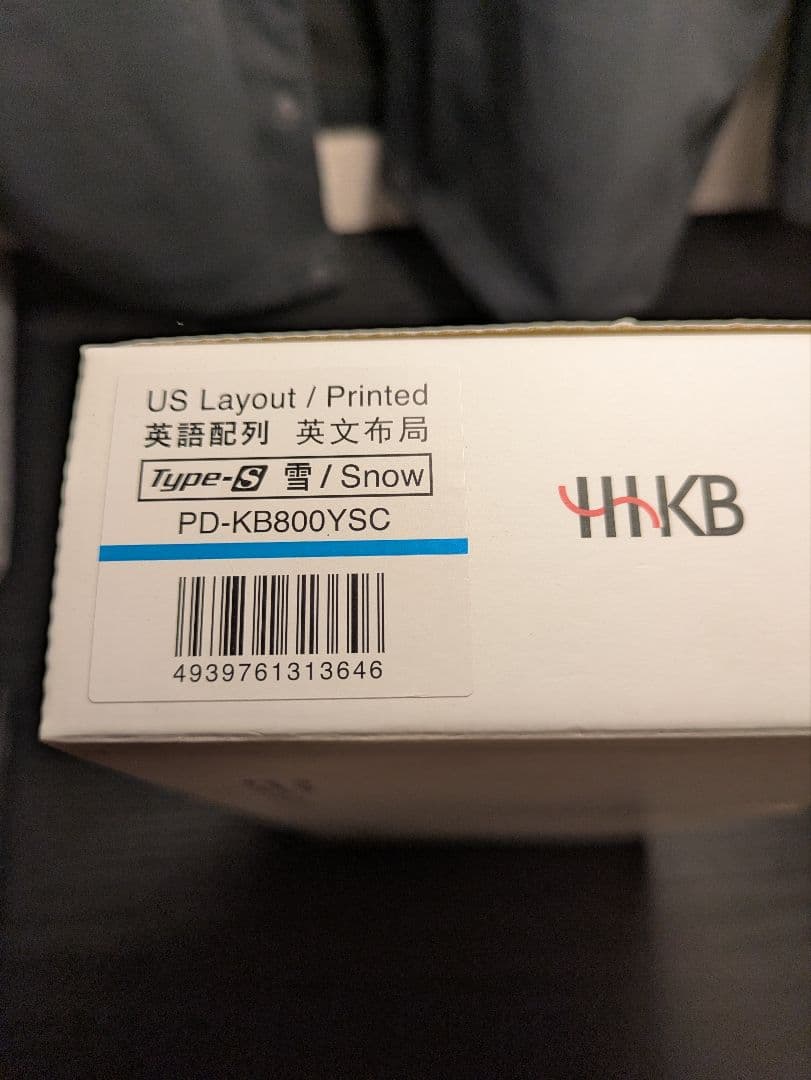 US Layout / Printed
英語配列 英文布局
Type-S 雪 / Snow
PD-KB800YSC
4939761313646
HHKB